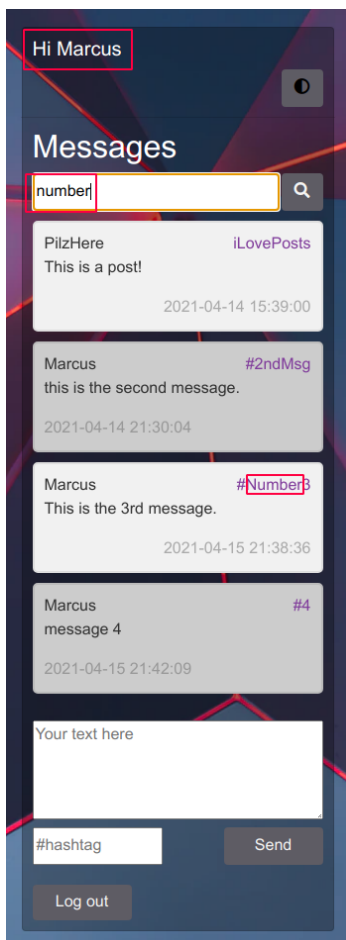 Hi Marcus
Messages
number
PilzHere iLovePosts
This is a post!
2021-04-14 15:39:00
Marcus #2ndMsg
this is the second message.
2021-04-14 21:30:04
Marcus #Number3
This is the 3rd message.
2021-04-15 21:38:36
Marcus #4
message 4
2021-04-15 21:42:09
Your text here
#hashtag Send
Log out